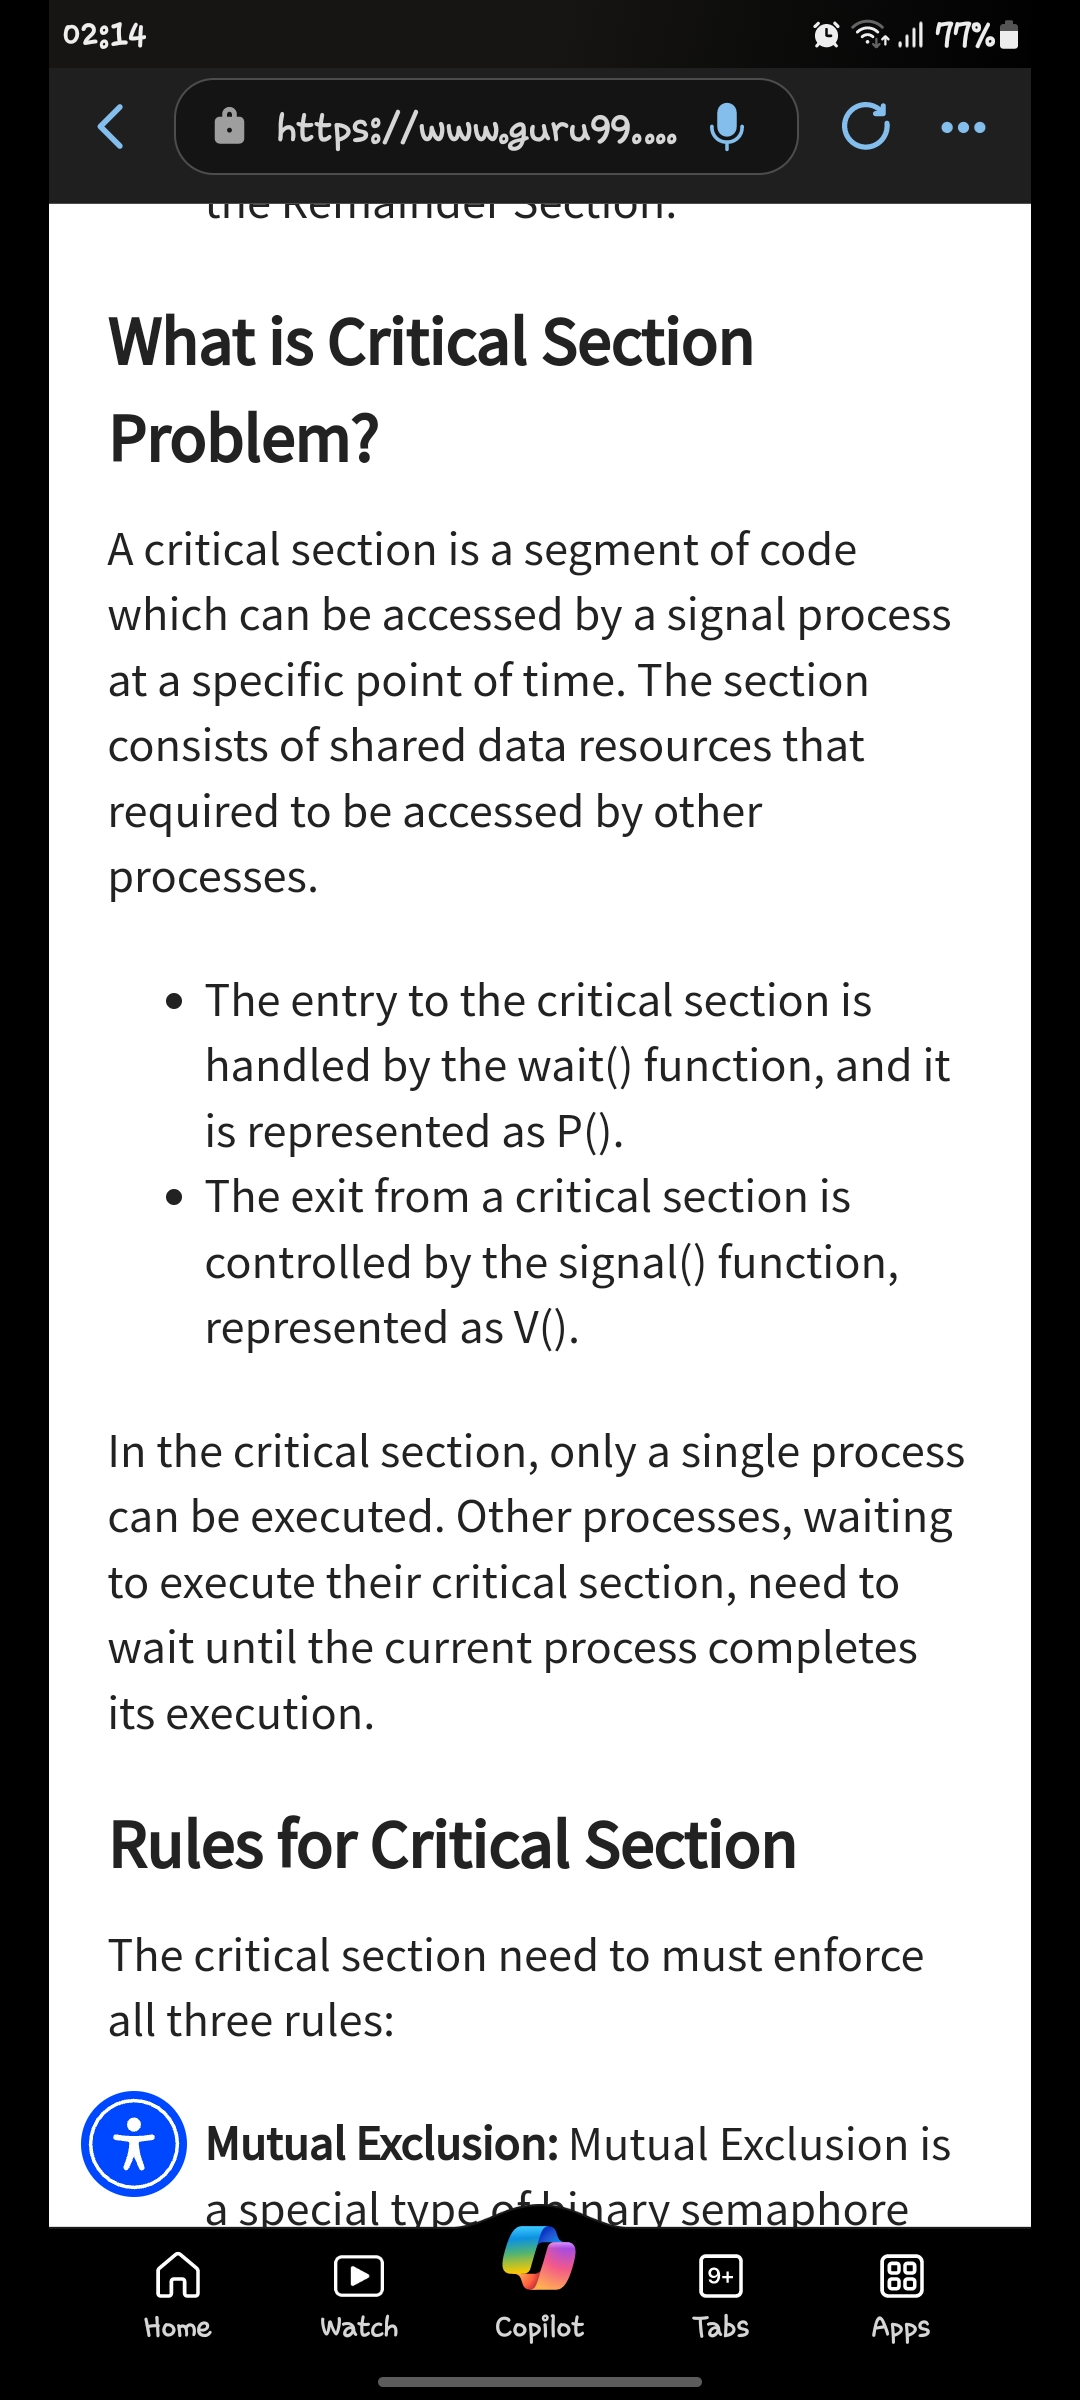 02:14
77%
https://www.guru99....
the Remainder Section.
What is Critical Section
Problem?
A critical section is a segment of code
which can be accessed by a signal process
at a specific point of time. The section
consists of shared data resources that
required to be accessed by other
processes.
• The entry to the critical section is
handled by the wait() function, and it
is represented as P().
• The exit from a critical section is
controlled by the signal() function,
represented as V().
In the critical section, only a single process
can be executed. Other processes, waiting
to execute their critical section, need to
wait until the current process completes
its execution.
Rules for Critical Section
The critical section need to must enforce
all three rules:
Mutual Exclusion: Mutual Exclusion is
a special type of binary semaphore
9+
Home Watch Copilot Tabs Apps